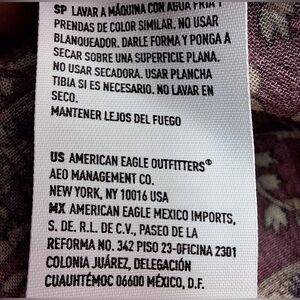 SP LAVAR A MÁQUINA CON AGUA FRÍA Y
PRENDAS DE COLOR SIMILAR. NO USAR
BLANQUEADOR. DARLE FORMA Y PONGA A
SECAR SOBRE UNA SUPERFICIE PLANA.
NO USAR SECADORA. USAR PLANCHA
TIBIA SI ES NECESARIO. NO LAVAR EN
SECO.
MANTENER LEJOS DEL FUEGO
US AMERICAN EAGLE OUTFITTERS®
AEO MANAGEMENT CO.
NEW YORK, NY 10016 USA
MX AMERICAN EAGLE MEXICO IMPORTS,
S. DE. R.L. DE C.V., PASEO DE LA
REFORMA NO. 342 PISO 23-OFICINA 2301
COLONIA JUÁREZ, DELEGACIÓN
CUAUHTÉMOC 06600 MÉXICO, D.F.